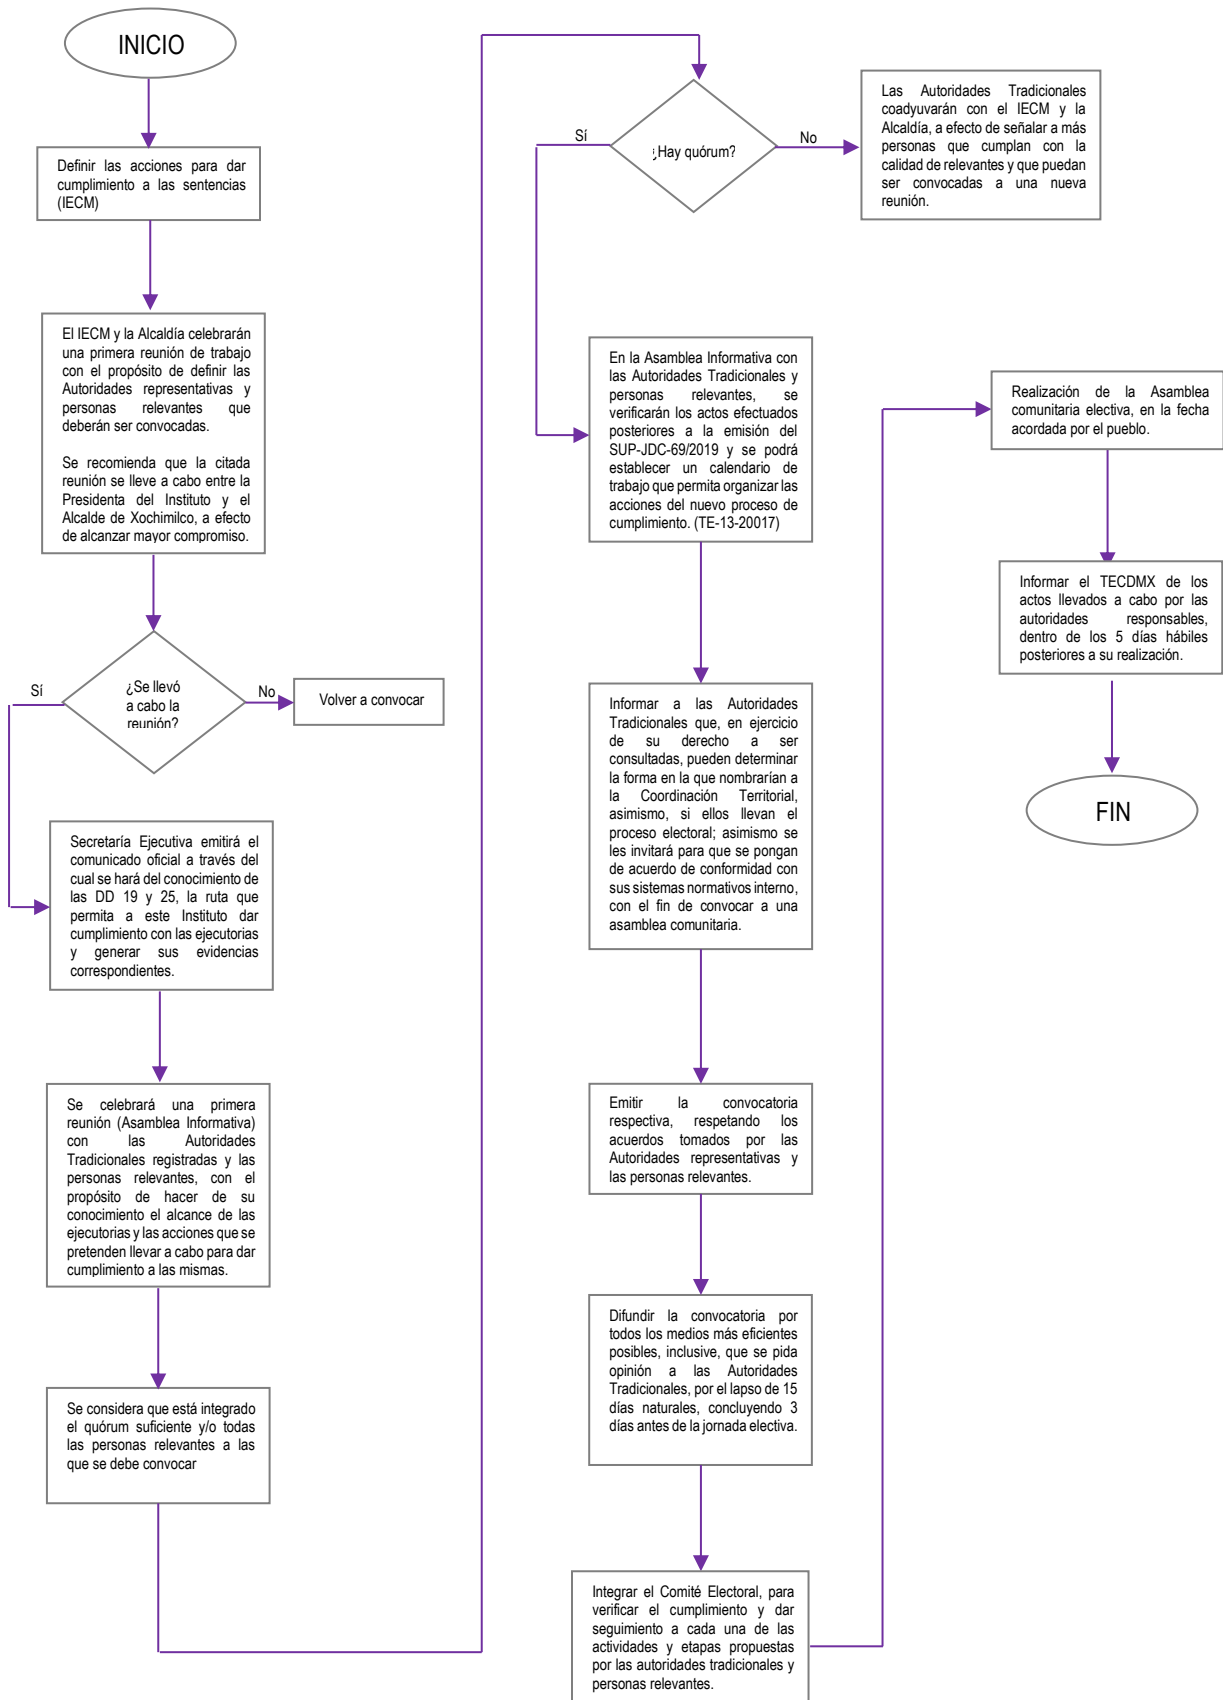 INICIO
Definir las acciones para dar
cumplimiento a las sentencias
(IECM)
El IECM y la Alcaldía celebrarán
una primera reunión de trabajo
con el propósito de definir las
Autoridades representativas y
personas relevantes que
deberán ser convocadas.
Se recomienda que la citada
reunión se lleve a cabo entre la
Presidenta del Instituto y el
Alcalde de Xochimilco, a efecto
de alcanzar mayor compromiso.
¿Se llevó
a cabo la
reunión?
Sí
No
Volver a convocar
Secretaría Ejecutiva emitirá el
comunicado oficial a través del
cual se hará del conocimiento de
las DD 19 y 25, la ruta que
permita a este Instituto dar
cumplimiento con las ejecutorias
y generar sus evidencias
correspondientes.
Se celebrará una primera
reunión (Asamblea Informativa)
con las Autoridades
Tradicionales registradas y las
personas relevantes, con el
propósito de hacer de su
conocimiento el alcance de las
ejecutorias y las acciones que se
pretenden llevar a cabo para dar
cumplimiento a las mismas.
Se considera que está integrado
el quórum suficiente y/o todas
las personas relevantes a las
que se debe convocar
¿Hay quórum?
Sí
No
Las Autoridades Tradicionales
coadyuvarán con el IECM y la
Alcaldía, a efecto de señalar a más
personas que cumplan con la
calidad de relevantes y que puedan
ser convocadas a una nueva
reunión.
En la Asamblea Informativa con
las Autoridades Tradicionales y
personas relevantes, se
verificarán los actos efectuados
posteriores a la emisión del
SUP-JDC-69/2019 y se podrá
establecer un calendario de
trabajo que permita organizar las
acciones del nuevo proceso de
cumplimiento. (TE-13-20017)
Informar a las Autoridades
Tradicionales que, en ejercicio
de su derecho a ser
consultadas, pueden determinar
la forma en la que nombrarían a
la Coordinación Territorial,
asimismo, si ellos llevan el
proceso electoral; asimismo se
les invitará para que se pongan
de acuerdo de conformidad con
sus sistemas normativos interno,
con el fin de convocar a una
asamblea comunitaria.
Emitir la convocatoria
respectiva, respetando los
acuerdos tomados por las
Autoridades representativas y
las personas relevantes.
Difundir la convocatoria por
todos los medios más eficientes
posibles, inclusive, que se pida
opinión a las Autoridades
Tradicionales, por el lapso de 15
días naturales, concluyendo 3
días antes de la jornada electiva.
Integrar el Comité Electoral, para
verificar el cumplimiento y dar
seguimiento a cada una de las
actividades y etapas propuestas
por las autoridades tradicionales y
personas relevantes.
Realización de la Asamblea
comunitaria electiva, en la fecha
acordada por el pueblo.
Informar el TECDMX de los
actos llevados a cabo por las
autoridades responsables,
dentro de los 5 días hábiles
posteriores a su realización.
FIN